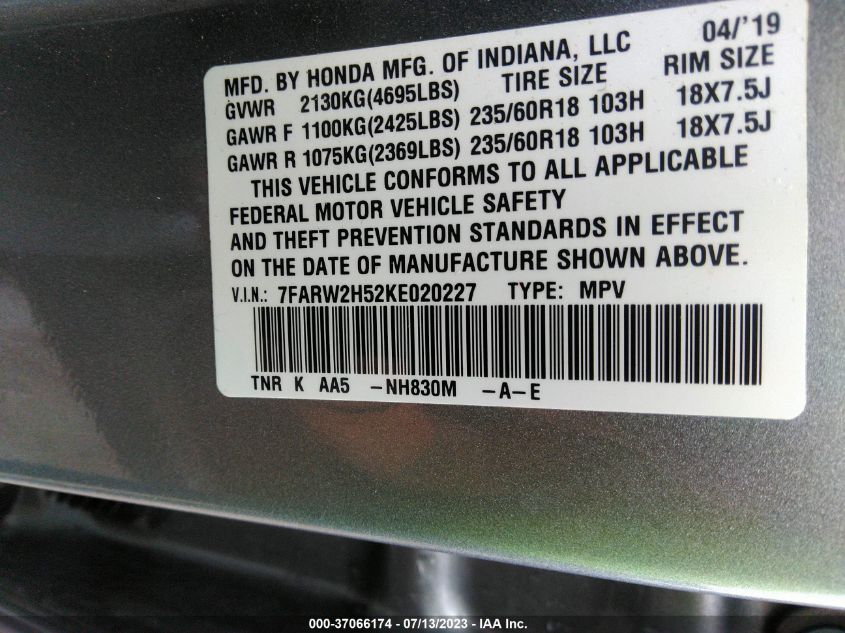 MFD. BY HONDA MFG. OF INDIANA, LLC 04/'19
GVWR 2130KG(4695LBS) TIRE SIZE RIM SIZE
GAWR F 1100KG(2425LBS) 235/60R18 103H 18X7.5J
GAWR R 1075KG(2369LBS) 235/60R18 103H 18X7.5J
THIS VEHICLE CONFORMS TO ALL APPLICABLE
FEDERAL MOTOR VEHICLE SAFETY
AND THEFT PREVENTION STANDARDS IN EFFECT
ON THE DATE OF MANUFACTURE SHOWN ABOVE.
V.I.N.: 7FARW2H52KE020227 TYPE: MPV
TNR K AA5 -NH830M -A-E
000-37066174 / 07/13/2023 - IAA Inc.